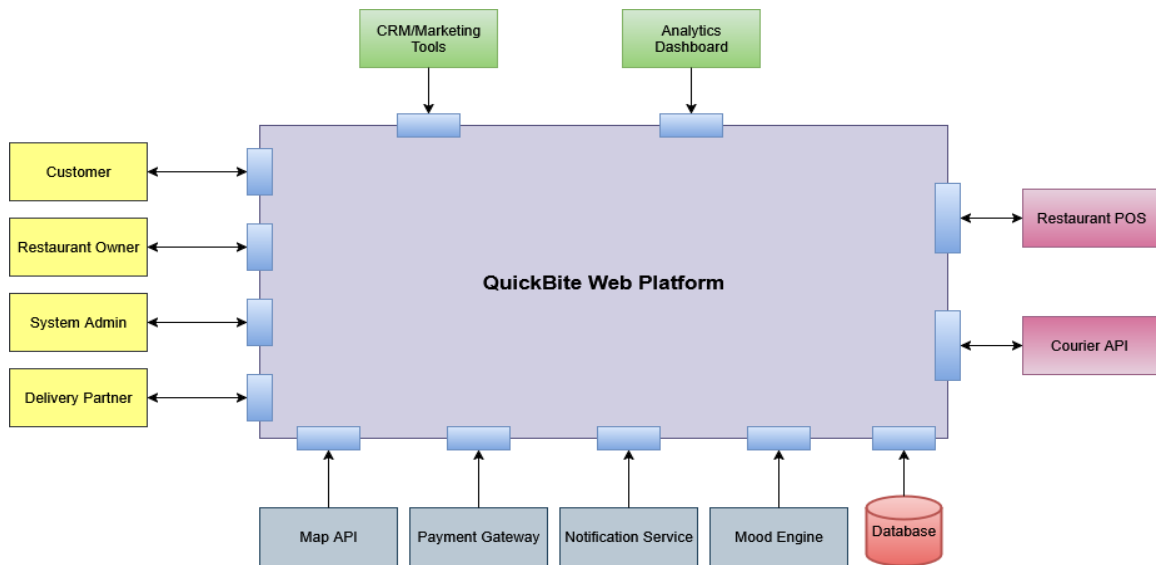 CRM/Marketing
Tools
Analytics
Dashboard
Customer
Restaurant Owner
System Admin
Delivery Partner
QuickBite Web Platform
Restaurant POS
Courier API
Map API
Payment Gateway
Notification Service
Mood Engine
Database